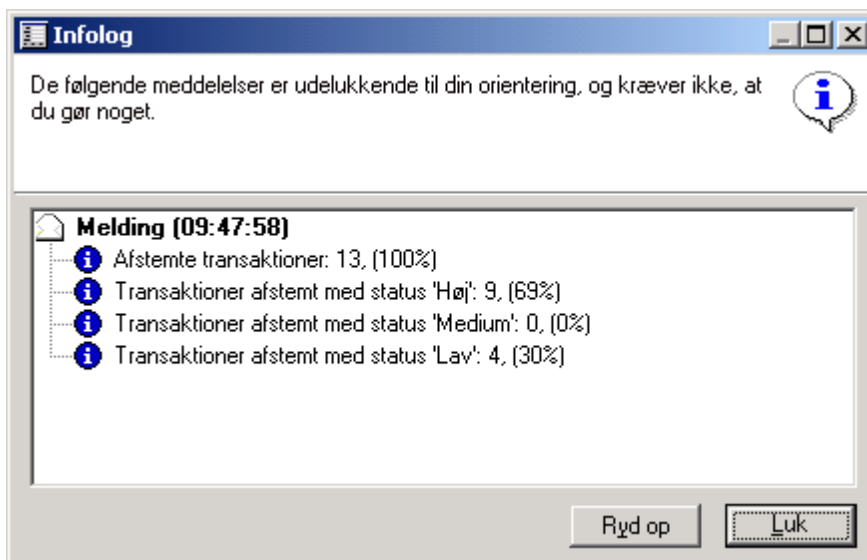 Infolog
De følgende meddelelser er udelukkende til din orientering, og kræver ikke, at
du gør noget.
Melding (09:47:58)
Afstemte transaktioner: 13, (100%)
Transaktioner afstemt med status 'Høj': 9, (69%)
Transaktioner afstemt med status 'Medium': 0, (0%)
Transaktioner afstemt med status 'Lav': 4, (30%)
Ryd op
Luk